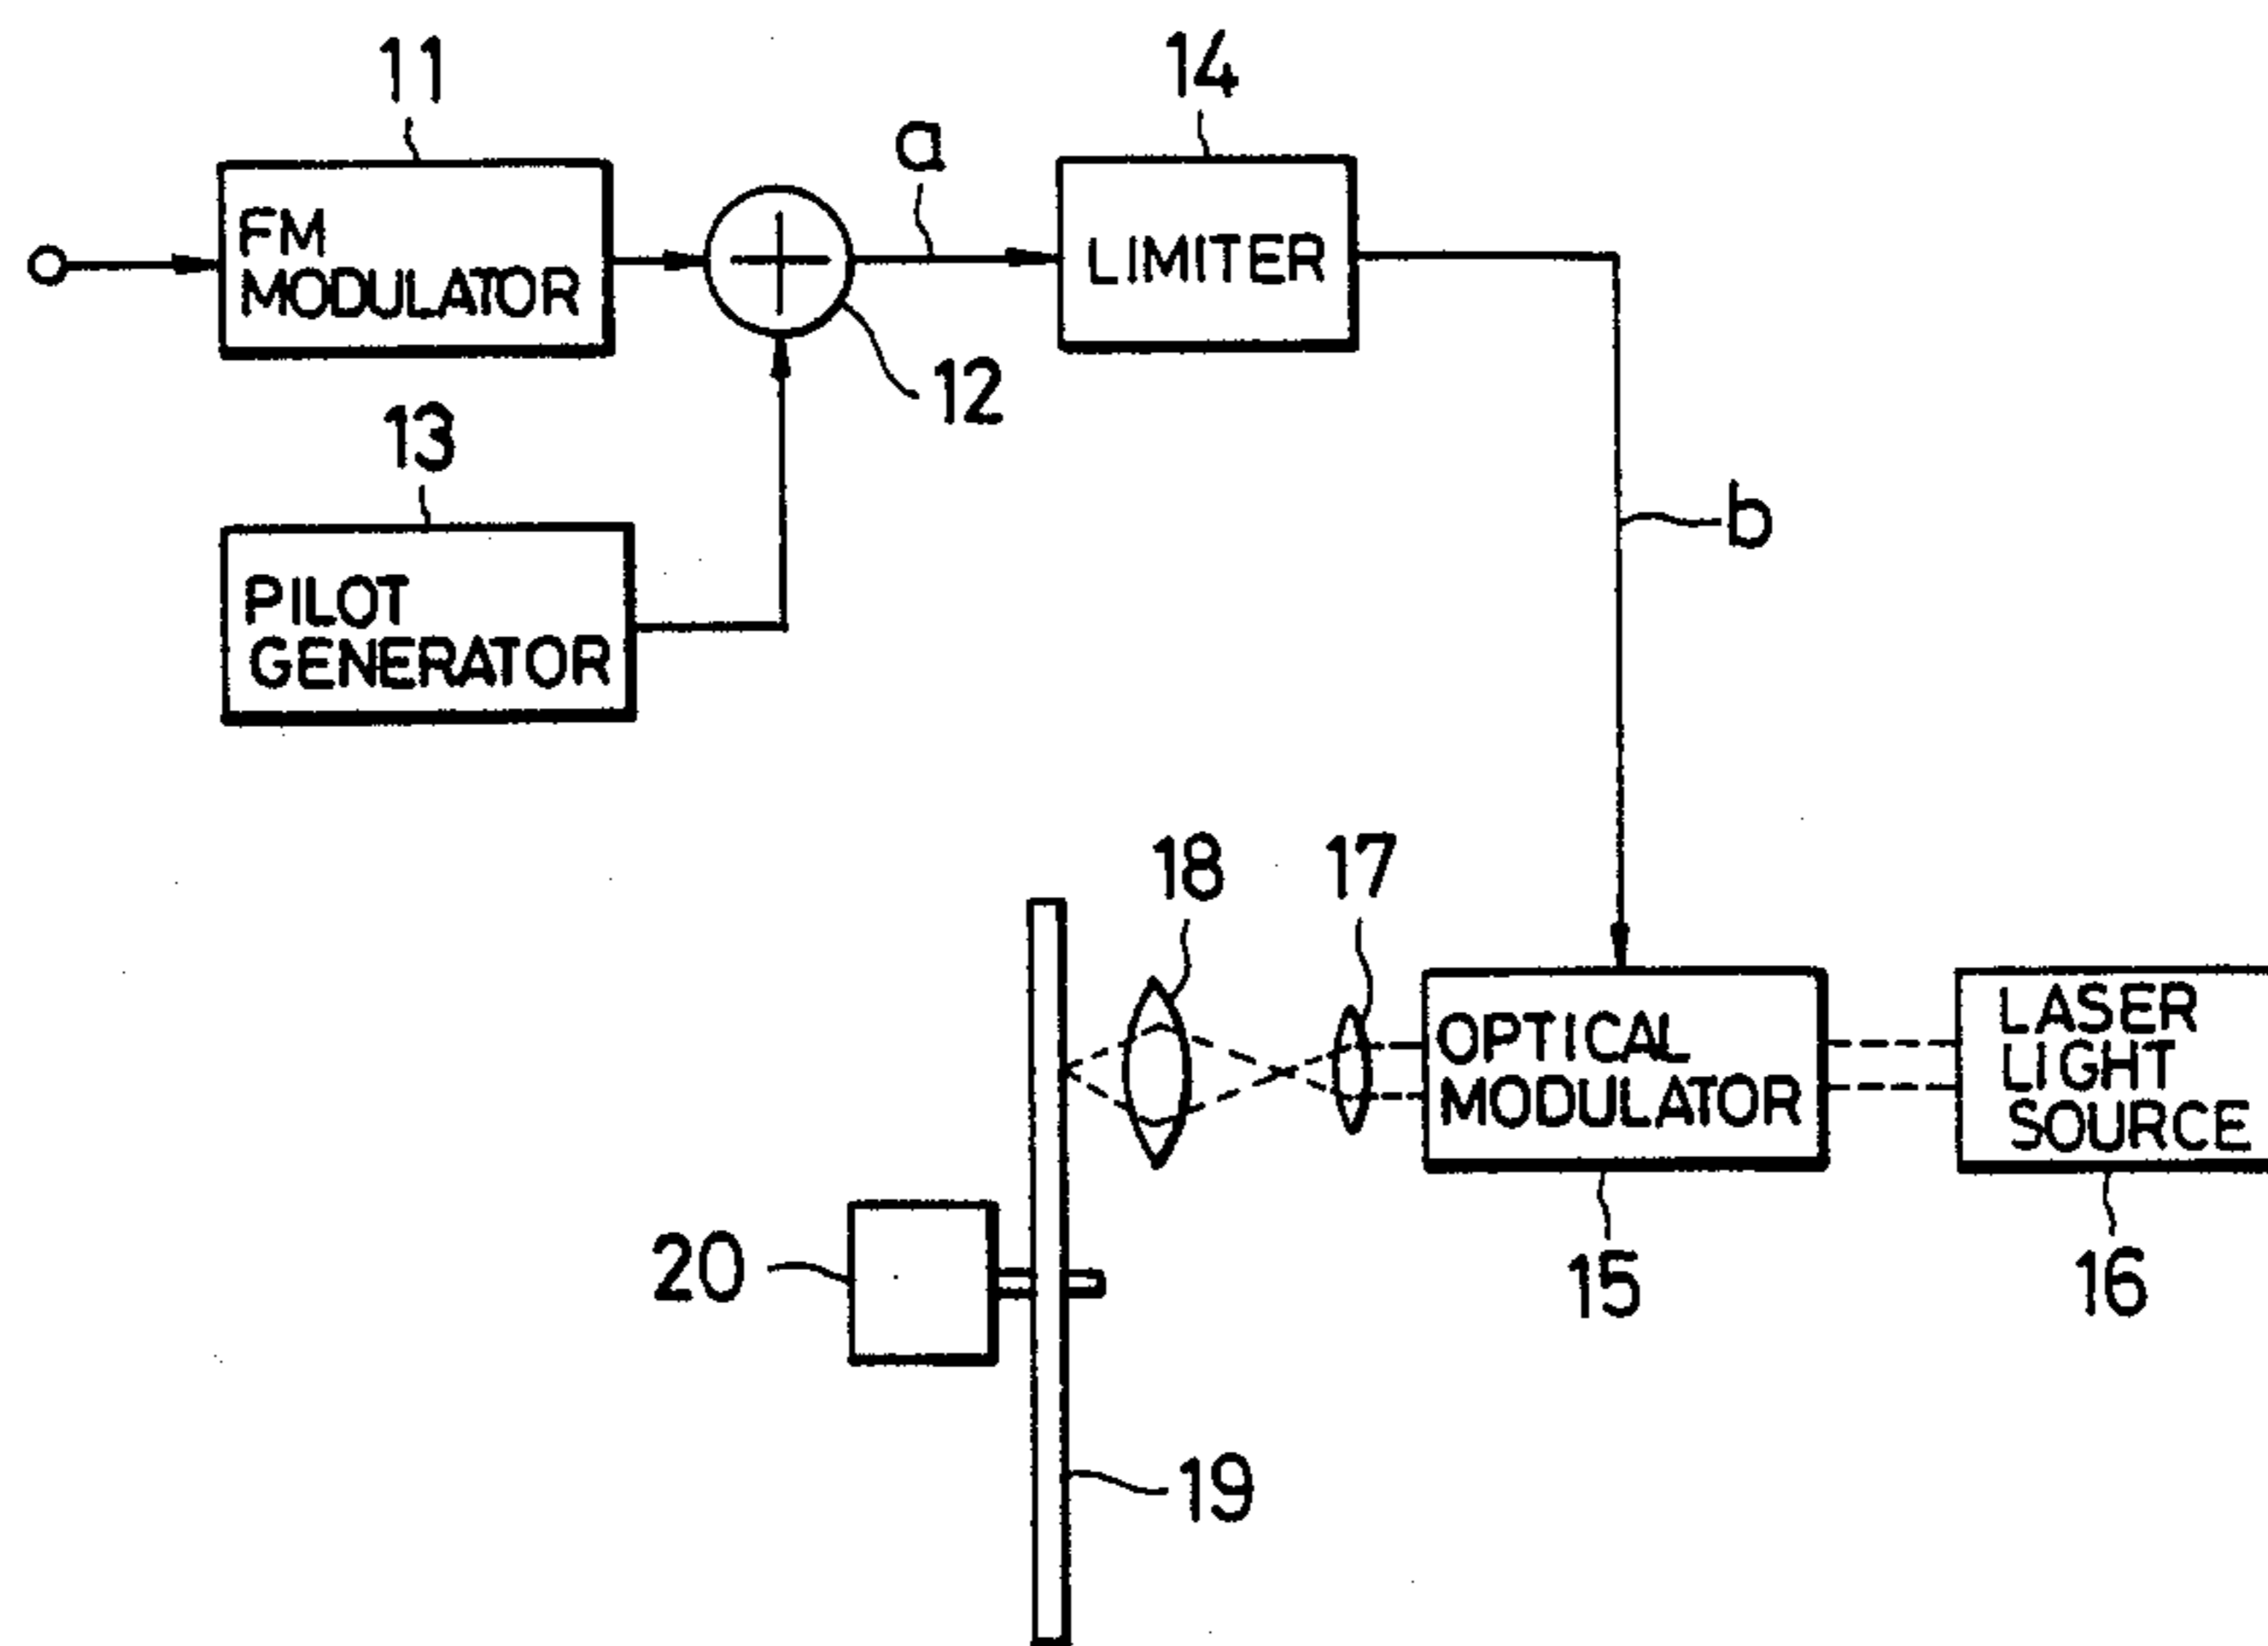 11
14
a
FM
MODULATOR
LIMITER
12
13
b
PILOT
GENERATOR
18
17
OPTICAL
MODULATOR
LASER
LIGHT
SOURCE
20
15
16
19